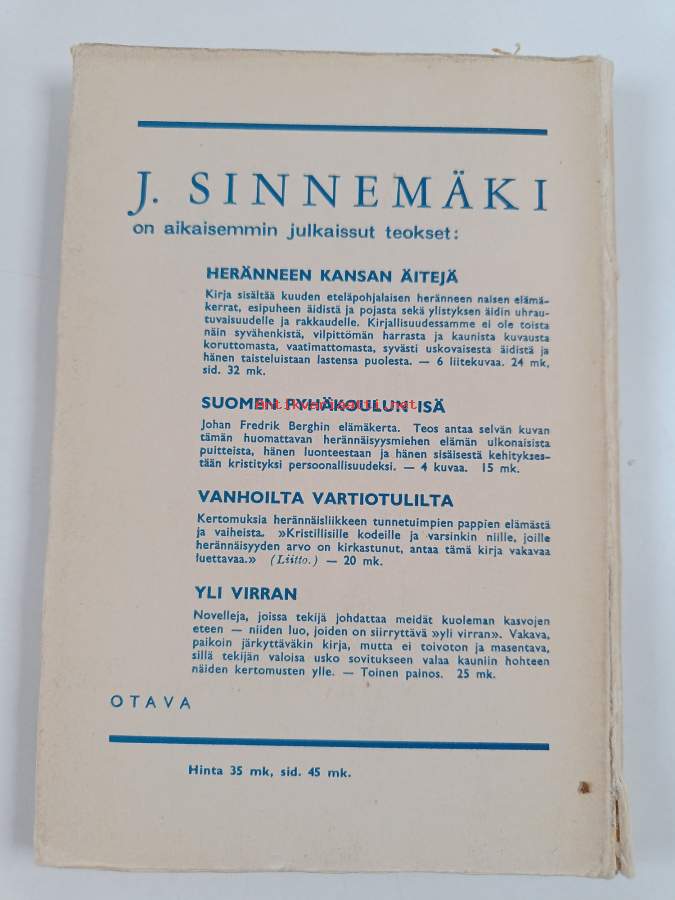 J. SINNEMÄKI
on aikaisemmin julkaissut teokset:
HERÄNNEEN KANSAN ÄITEJÄ
Kirja sisältää kuuden eteläpohjalaisen heränneen naisen elämä-
kerrat, esipuheen äidistä ja pojasta sekä ylistyksen äidin uhrau-
tuvaisuudelle ja rakkaudelle. Kirjallisuudessamme ei ole toista
näin syvähenkistä, vilpittömän harrasta ja kaunista kuvausta
koruttomasta, vaatimattomasta, syvästi uskovaisesta äidistä ja
hänen taisteluistaan lastensa puolesta. — 6 liitekuvaa. 24 mk,
sid. 32 mk.
SUOMEN PYHÄKOULUN ISÄ
antikvariaatti.net
Johan Fredrik Berghin elämäkerta. Teos antaa selvän kuvan
tämän huomattavan herännäisyysmiehen elämän ulkonaisista
puitteista, hänen luonteestaan ja hänen sisäisestä kehitykses-
tään kristityksi persoonallisuudeksi. — 4 kuvaa. 15 mk.
VANHOILTA VARTIOTULILTA
Kertomuksia herännäisliikkeen tunnetuimpien pappien elämästä
ja vaiheista. »Kristillisille kodeille ja varsinkin niille, joille
herännäisyyden arvo on kirkastunut, antaa tämä kirja vakavaa
luettavaa.» (Liitto.) — 20 mk.
YLI VIRRAN
Novelleja, joissa tekijä johdattaa meidät kuoleman kasvojen
eteen — niiden luo, joiden on siirryttävä »yli virran». Vakava,
paikoin järkyttäväkin kirja, mutta ei toivoton ja masentava,
sillä tekijän valoisa usko sovitukseen valaa kauniin hohteen
näiden kertomusten ylle. — Toinen painos. 25 mk.
OTAVA
Hinta 35 mk, sid. 45 mk.